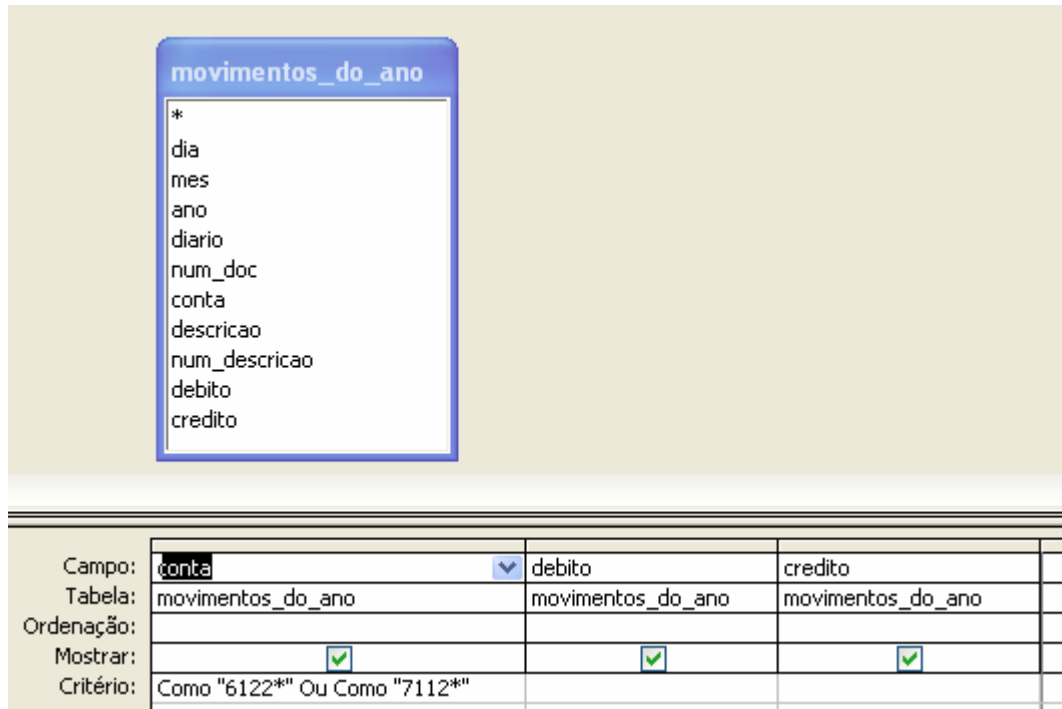 movimentos_do_ano
*
dia
mes
ano
diario
num_doc
conta
descricao
num_descricao
debito
credito
Campo: conta debito credito
Tabela: movimentos_do_ano movimentos_do_ano movimentos_do_ano
Ordenação:
Mostrar:
Critério: Como "6122*" Ou Como "7112*"